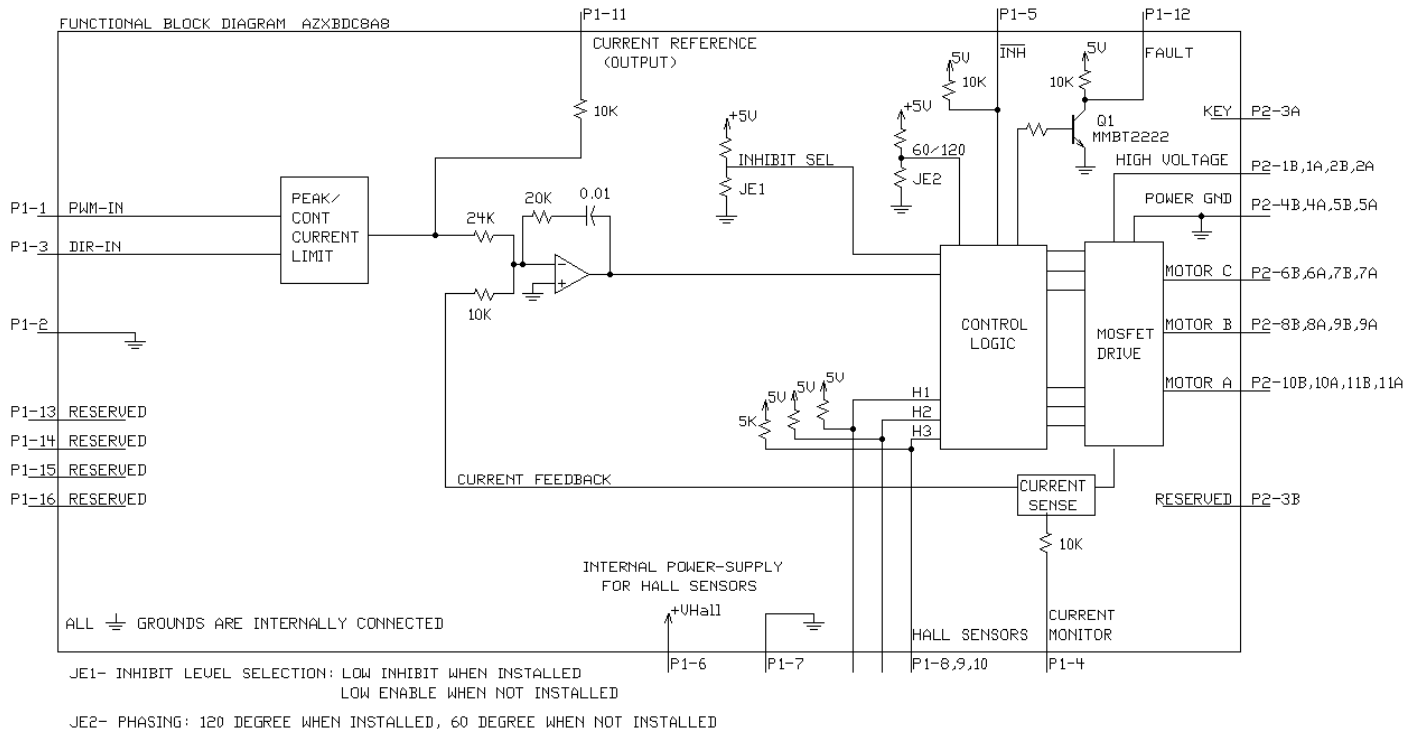 FUNCTIONAL BLOCK DIAGRAM AZXBDC8A8
P1-11
P1-5
P1-12
CURRENT REFERENCE
(OUTPUT)
10K
5V
10K
INH
5V
10K
FAULT
Q1
MMBT2222
KEY P2-3A
+5V
INHIBIT SEL
JE1
+5V
60/120
JE2
HIGH VOLTAGE P2-1B,1A,2B,2A
POWER GND P2-4B,4A,5B,5A
P1-1 PWM-IN
P1-3 DIR-IN
PEAK/
CONT
CURRENT
LIMIT
24K
20K
0.01
-
+
10K
P1-2
CONTROL
LOGIC
MOSFET
DRIVE
MOTOR C P2-6B,6A,7B,7A
MOTOR B P2-8B,8A,9B,9A
MOTOR A P2-10B,10A,11B,11A
5V
5V
5V
5K
H1
H2
H3
P1-13 RESERVED
P1-14 RESERVED
P1-15 RESERVED
P1-16 RESERVED
CURRENT FEEDBACK
CURRENT
SENSE
RESERVED P2-3B
10K
INTERNAL POWER-SUPPLY
FOR HALL SENSORS
+VHall
ALL GROUNDS ARE INTERNALLY CONNECTED
HALL SENSORS
CURRENT
MONITOR
P1-6
P1-7
P1-8,9,10
P1-4
JE1- INHIBIT LEVEL SELECTION: LOW INHIBIT WHEN INSTALLED
LOW ENABLE WHEN NOT INSTALLED
JE2- PHASING: 120 DEGREE WHEN INSTALLED, 60 DEGREE WHEN NOT INSTALLED